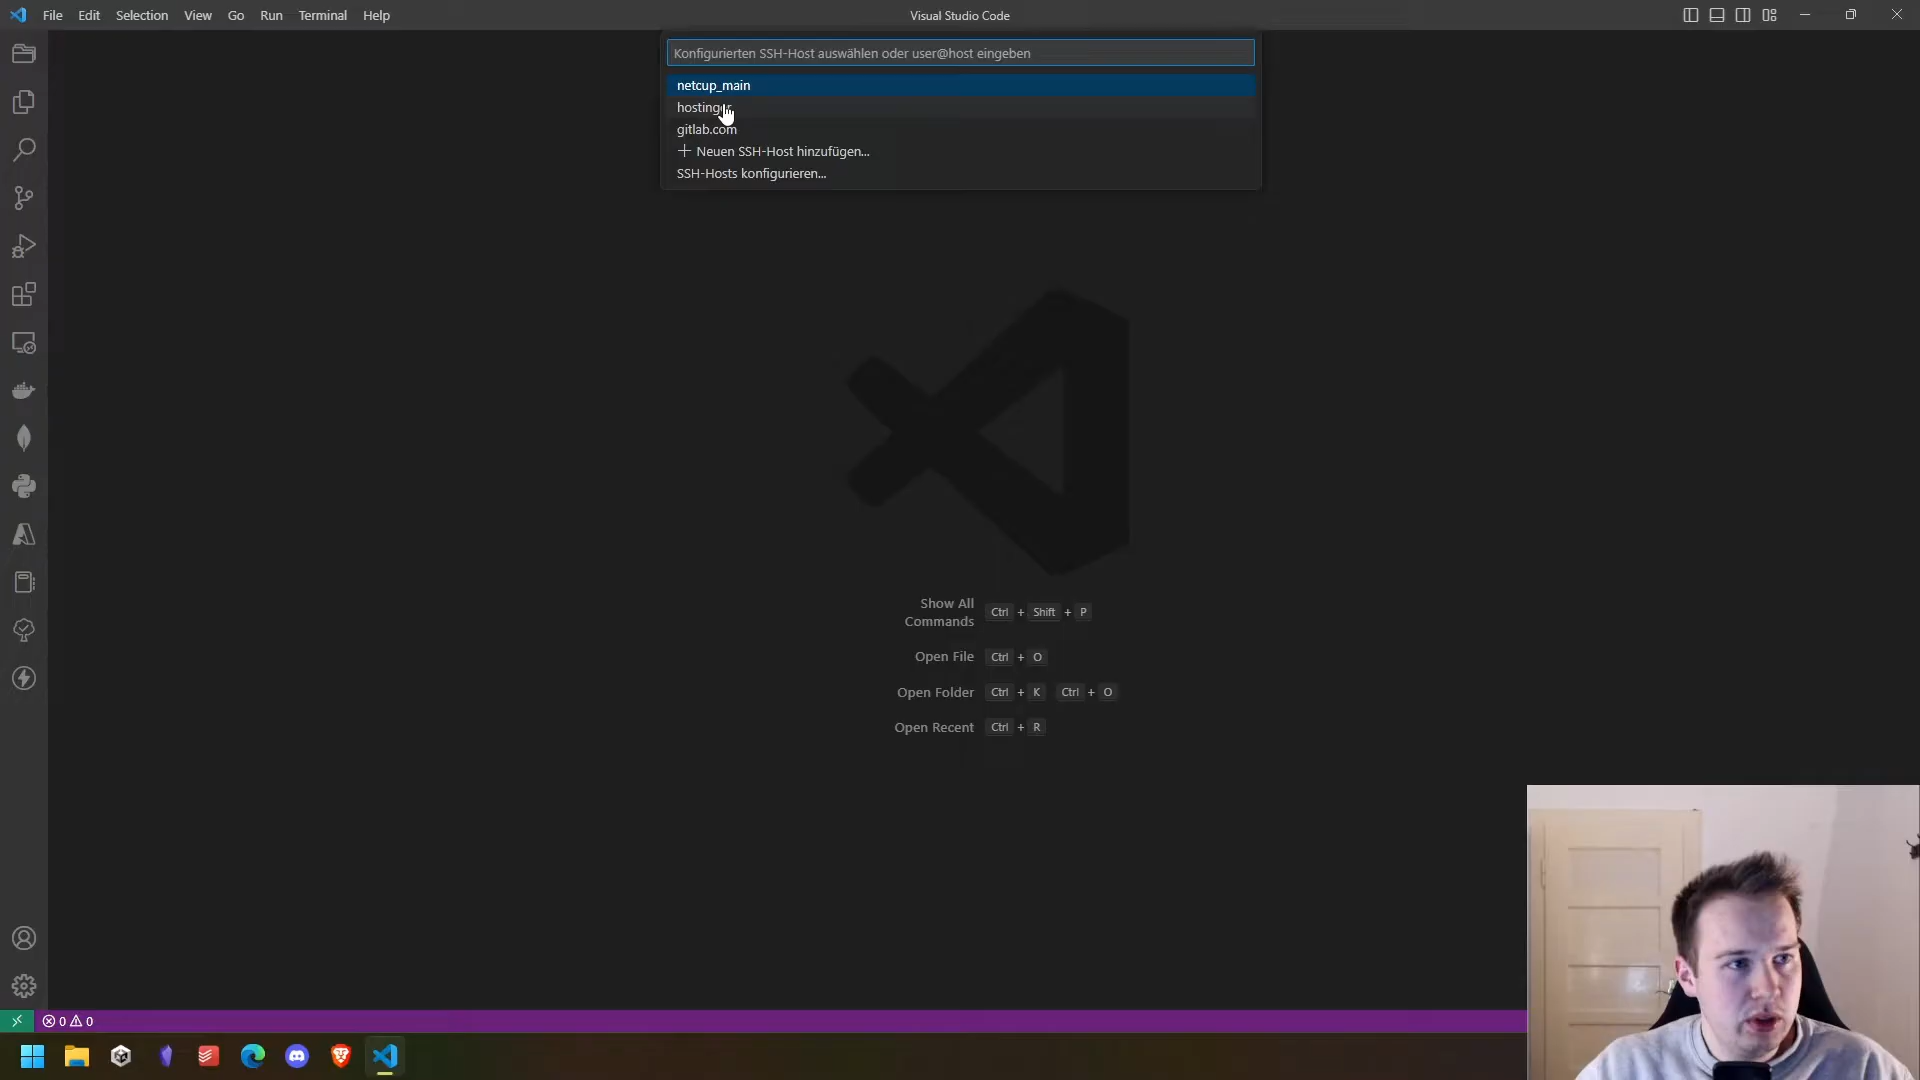 File Edit Selection View Go Run Terminal Help
Visual Studio Code
Konfigurierten SSH-Host auswählen oder user@host eingeben
netcup_main
hostinger
gitlab.com
+ Neuen SSH-Host hinzufügen...
SSH-Hosts konfigurieren...
Show All Commands Ctrl + Shift + P
Open File Ctrl + O
Open Folder Ctrl + K Ctrl + O
Open Recent Ctrl + R
0 0